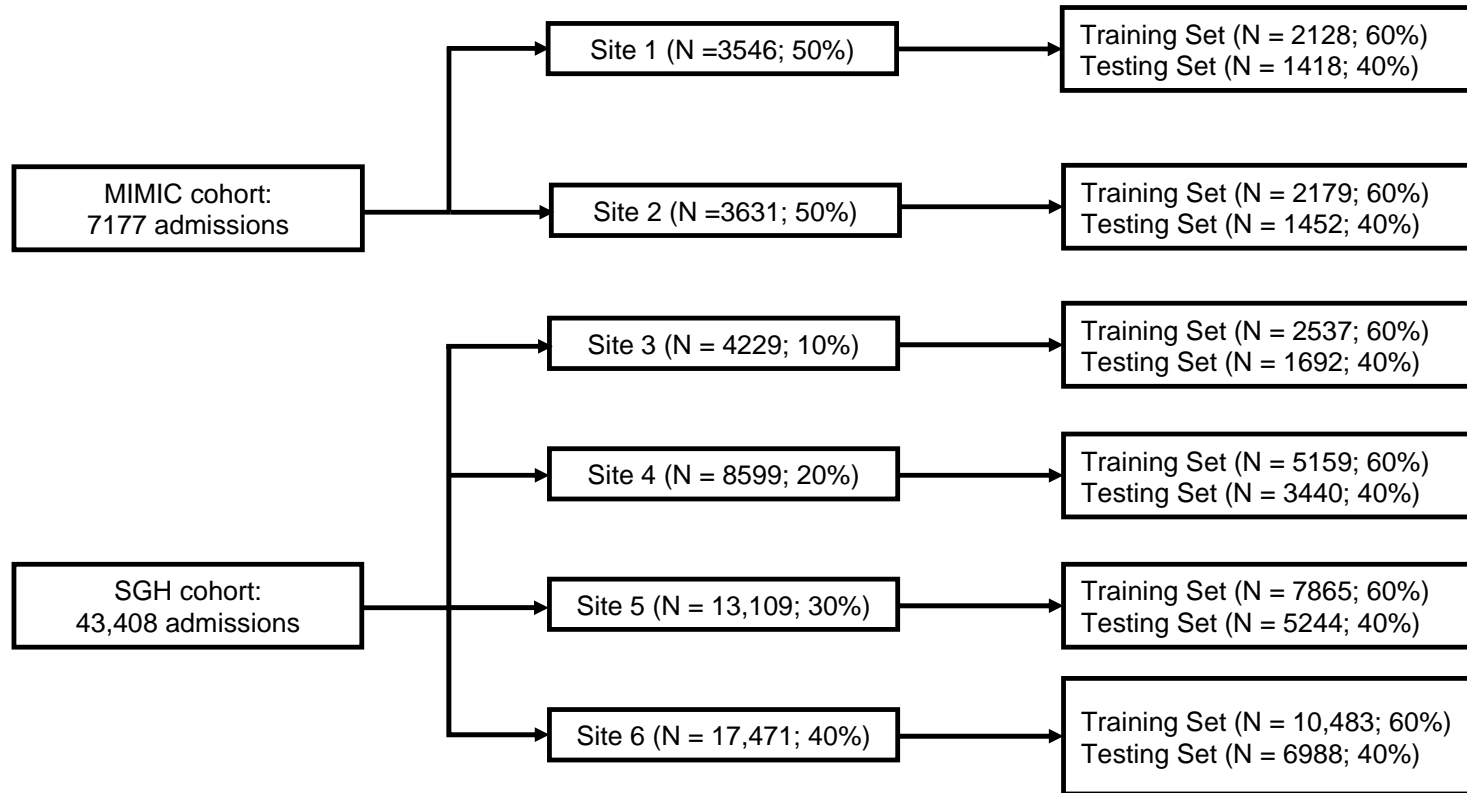 MIMIC cohort:
7177 admissions
Site 1 (N =3546; 50%)
Training Set (N = 2128; 60%)
Testing Set (N = 1418; 40%)
Site 2 (N =3631; 50%)
Training Set (N = 2179; 60%)
Testing Set (N = 1452; 40%)
SGH cohort:
43,408 admissions
Site 3 (N = 4229; 10%)
Training Set (N = 2537; 60%)
Testing Set (N = 1692; 40%)
Site 4 (N = 8599; 20%)
Training Set (N = 5159; 60%)
Testing Set (N = 3440; 40%)
Site 5 (N = 13,109; 30%)
Training Set (N = 7865; 60%)
Testing Set (N = 5244; 40%)
Site 6 (N = 17,471; 40%)
Training Set (N = 10,483; 60%)
Testing Set (N = 6988; 40%)